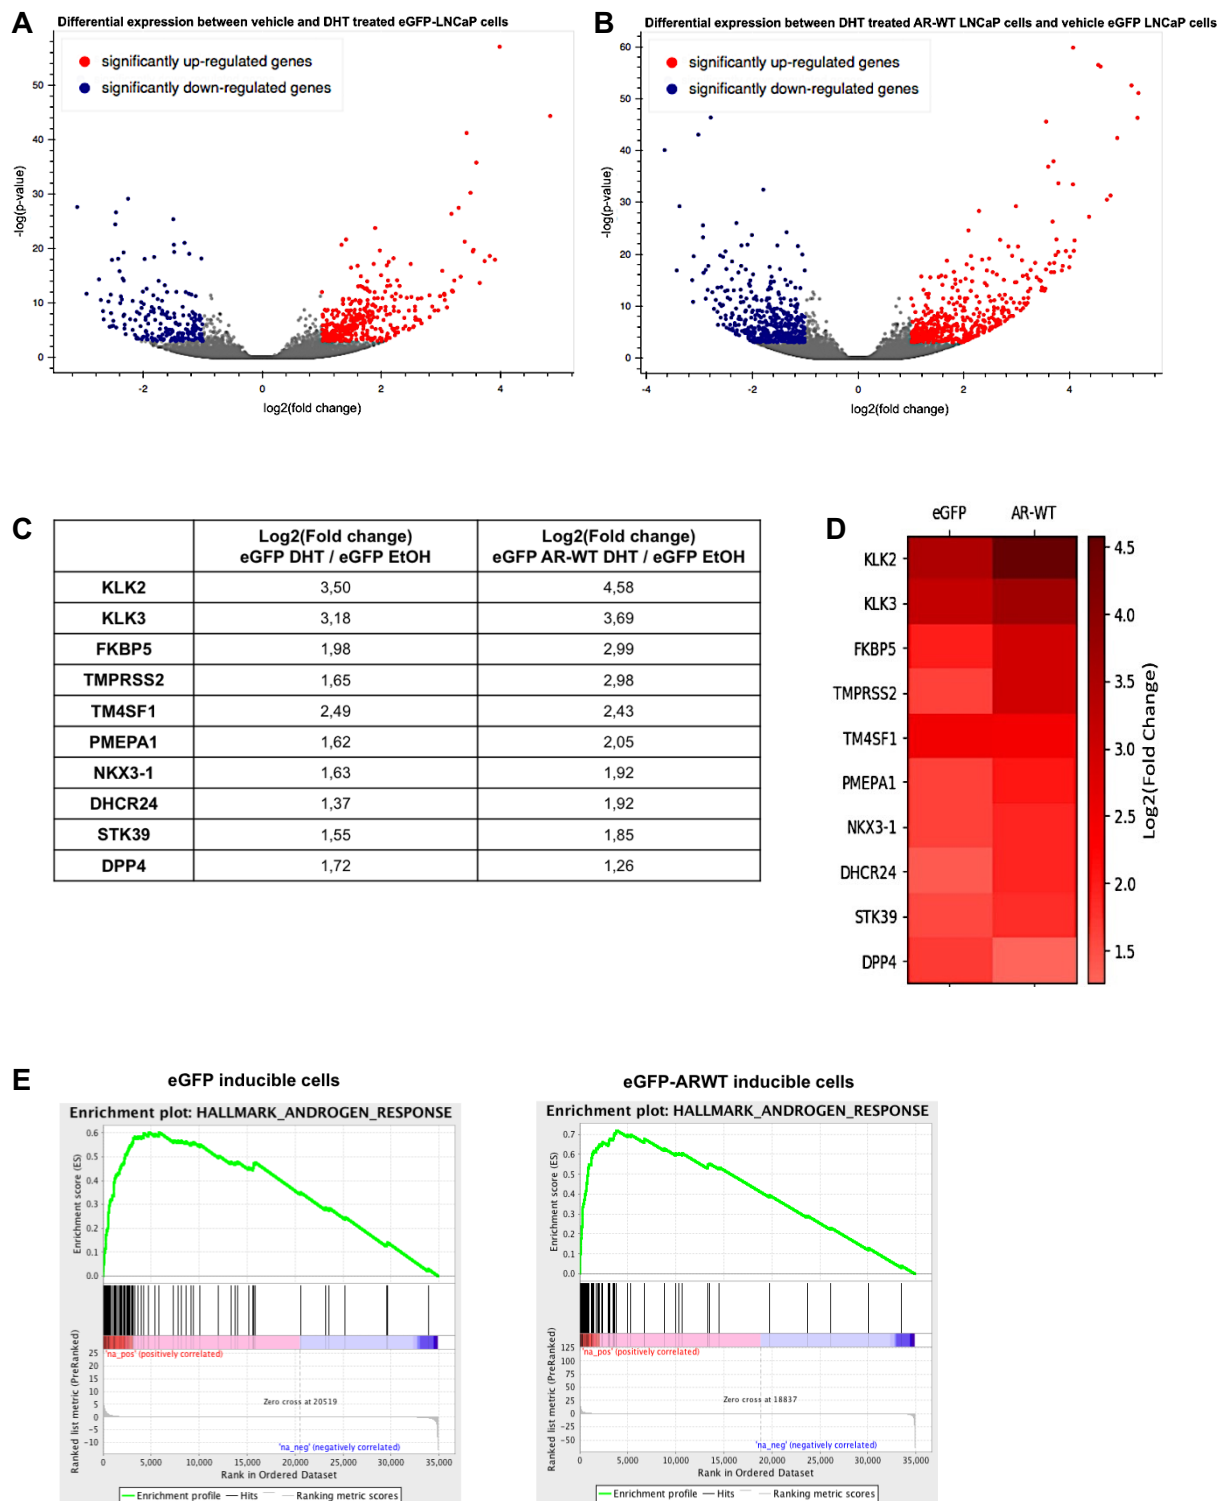 A
Differential expression between vehicle and DHT treated eGFP-LNCaP cells
significantly up-regulated genes
significantly down-regulated genes
-log(p-value)
50
40
30
20
10
0
-2
0
2
4
log2(fold change)
B
Differential expression between DHT treated AR-WT LNCaP cells and vehicle eGFP LNCaP cells
significantly up-regulated genes
significantly down-regulated genes
-log(p-value)
60
50
40
30
20
10
0
-4
-2
0
2
4
log2(fold change)
C
Log2(Fold change)
eGFP DHT / eGFP EtOH
Log2(Fold change)
eGFP AR-WT DHT / eGFP EtOH
KLK2 3,50 4,58
KLK3 3,18 3,69
FKBP5 1,98 2,99
TMPRSS2 1,65 2,98
TM4SF1 2,49 2,43
PMEPA1 1,62 2,05
NKX3-1 1,63 1,92
DHCR24 1,37 1,92
STK39 1,55 1,85
DPP4 1,72 1,26
D
eGFP AR-WT
KLK2
KLK3
FKBP5
TMPRSS2
TM4SF1
PMEPA1
NKX3-1
DHCR24
STK39
DPP4
4.5
4.0
3.5
3.0
2.5
2.0
1.5
Log2(Fold Change)
E
eGFP inducible cells
Enrichment plot: HALLMARK_ANDROGEN_RESPONSE
Enrichment score (ES)
0.6
0.5
0.4
0.3
0.2
0.1
0.0
'na_pos' (positively correlated)
Ranked list metric (PreRanked)
25
20
15
10
5
0
-5
-10
Zero cross at 20519
'na_neg' (negatively correlated)
0 5,000 10,000 15,000 20,000 25,000 30,000 35,000
Rank in Ordered Dataset
Enrichment profile Hits Ranking metric scores
eGFP-ARWT inducible cells
Enrichment plot: HALLMARK_ANDROGEN_RESPONSE
Enrichment score (ES)
0.7
0.6
0.5
0.4
0.3
0.2
0.1
0.0
'na_pos' (positively correlated)
Ranked list metric (PreRanked)
125
100
75
50
25
0
-25
-50
Zero cross at 18837
'na_neg' (negatively correlated)
0 5,000 10,000 15,000 20,000 25,000 30,000 35,000
Rank in Ordered Dataset
Enrichment profile Hits Ranking metric scores